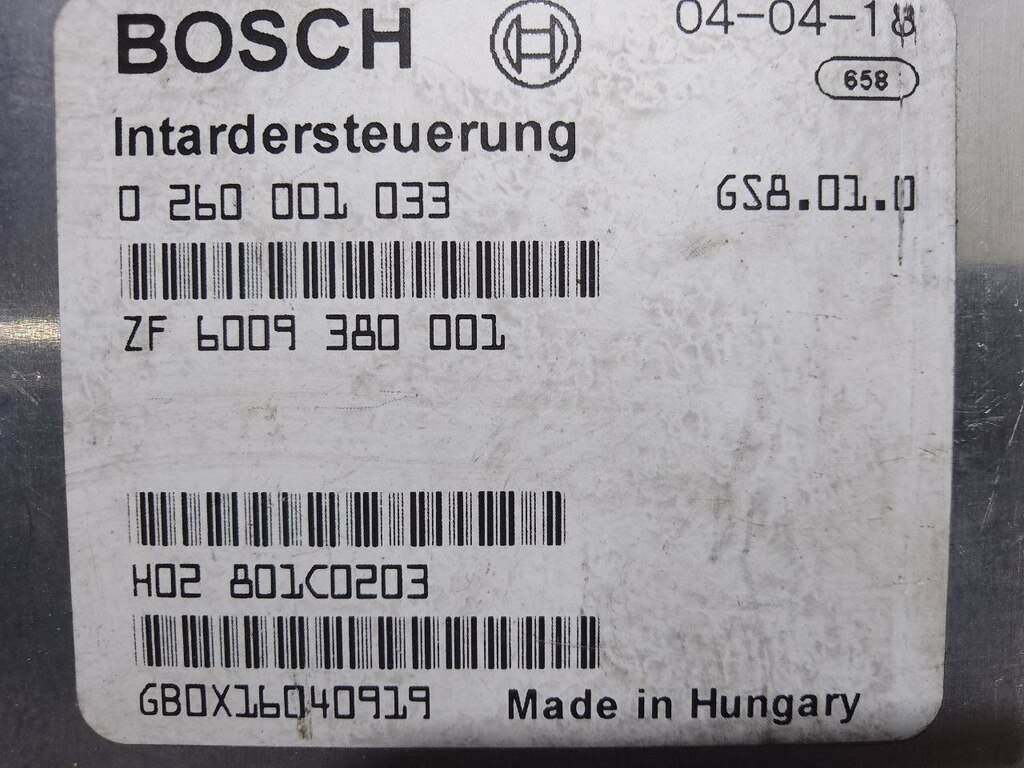 BOSCH
04-04-18
658
Intardersteuerung
0 260 001 033
GS8.01.0
ZF 6009 380 001
H02 801C0203
GB0X16040919
Made in Hungary